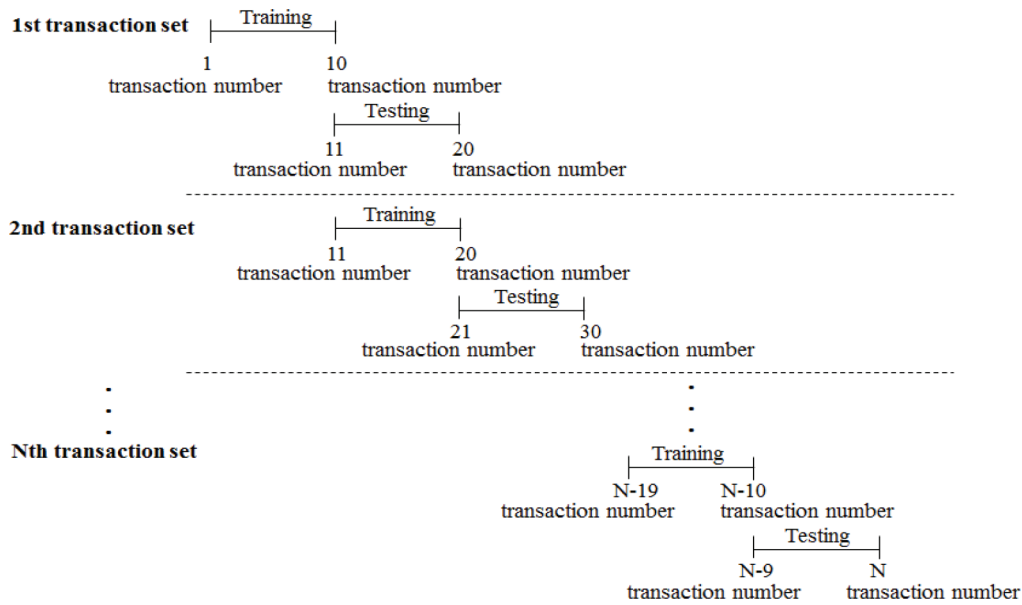 Training
1st transaction set
1 10
transaction number transaction number
Testing
11 20
transaction number transaction number
Training
2nd transaction set
11 20
transaction number transaction number
Testing
21 30
transaction number transaction number
Nth transaction set
Training
N-19 N-10
transaction number transaction number
Testing
N-9 N
transaction number transaction number